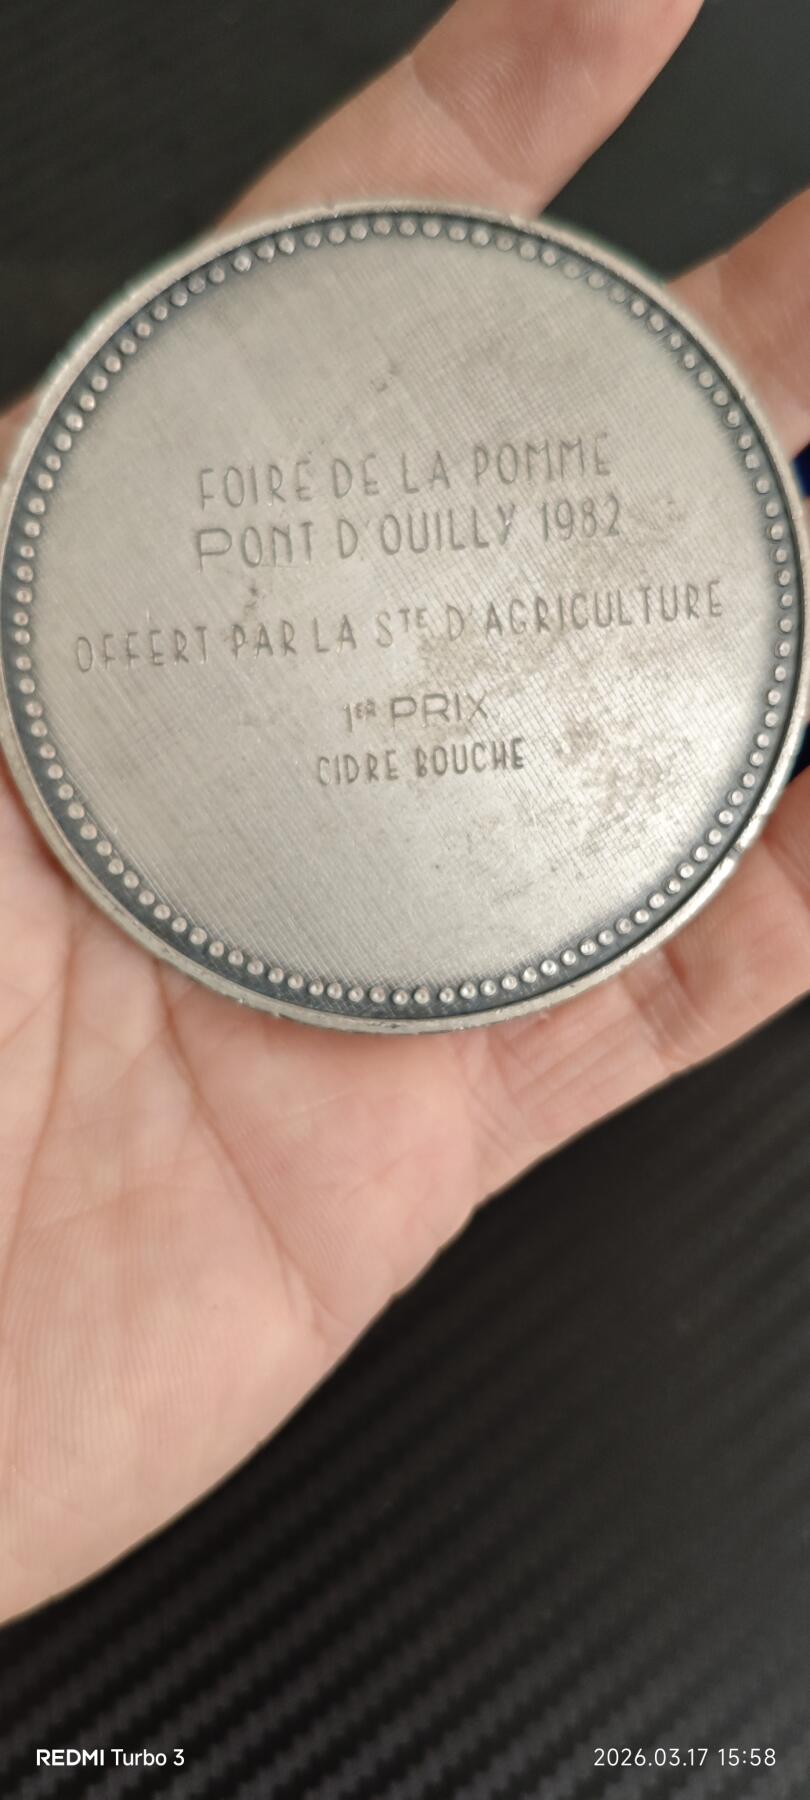 FOIRE DE LA POMME
PONT D'OUILLY 1982
OFFERT PAR LA STE D'AGRICULTURE
1ER PRIX
CIDRE BOUCHE
REDMI Turbo 3
2026.03.17 15:58